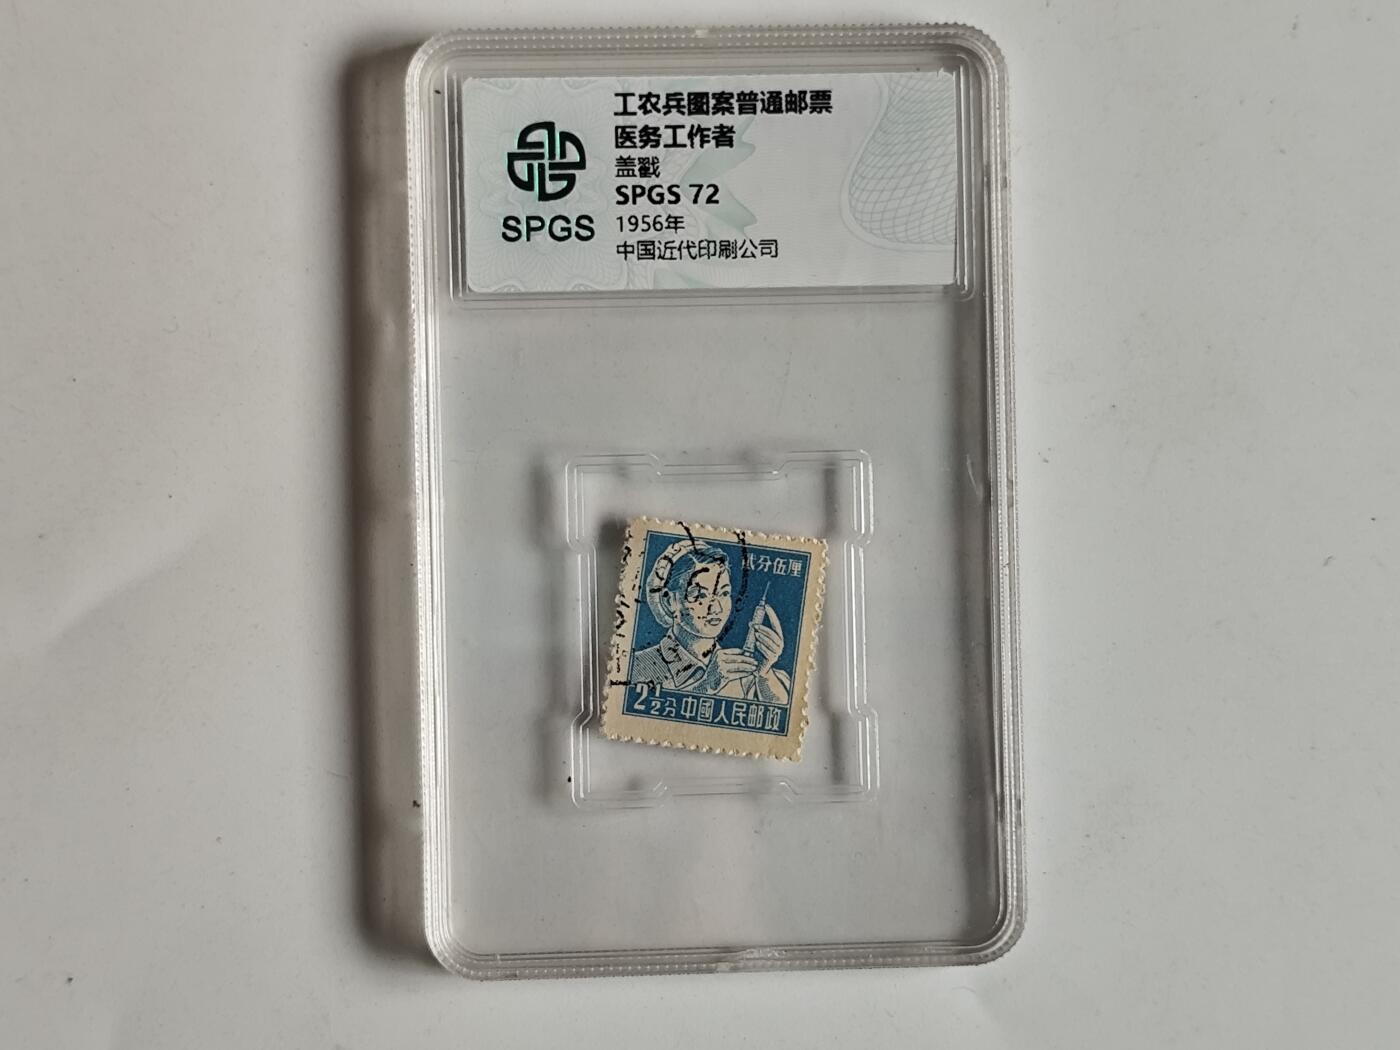 工农兵图案普通邮票
医务工作者
盖戳
SPGS 72
1956年
中国近代印刷公司
SPGS
贰分伍厘
2½分 中國人民邮政